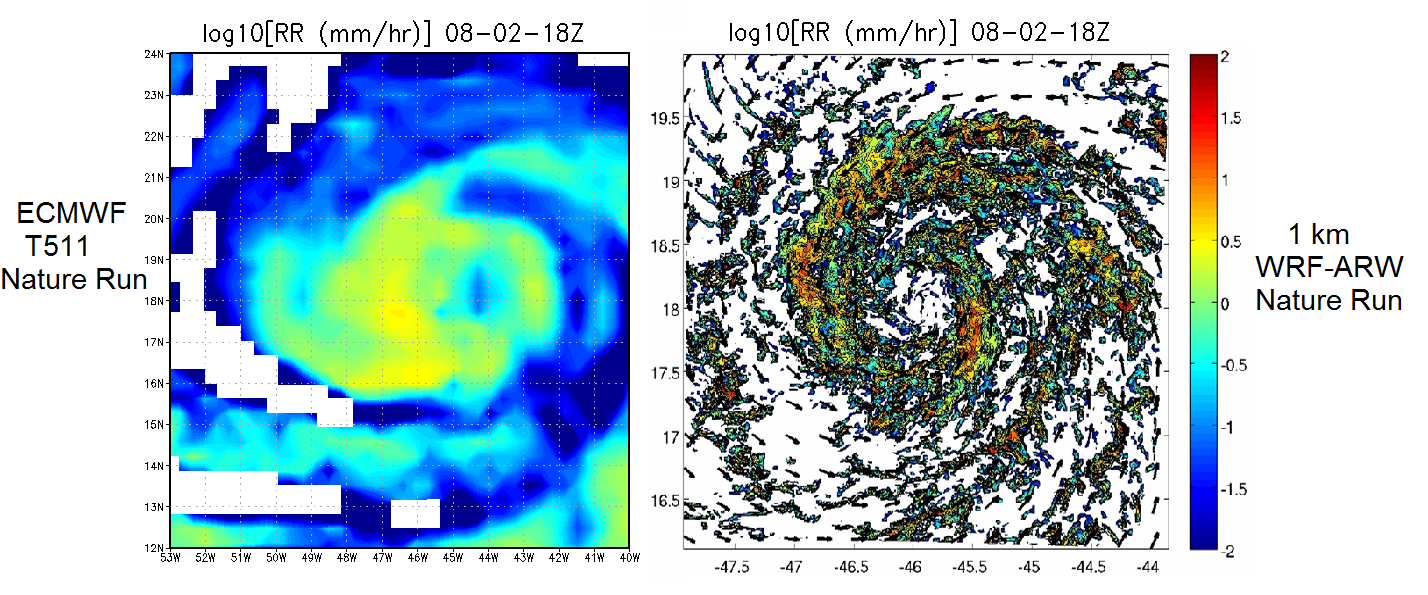 log10[RR (mm/hr)] 08-02-18Z
log10[RR (mm/hr)] 08-02-18Z
ECMWF
T511
Nature Run
24N
23N
22N
21N
20N
19N
18N
17N
16N
15N
14N
13N
12N
53W 52W 51W 50W 49W 48W 47W 46W 45W 44W 43W 42W 41W 40W
19.5
19
18.5
18
17.5
17
16.5
-47.5 -47 -46.5 -46 -45.5 -45 -44.5 -44
2
1.5
1
0.5
0
-0.5
-1
-1.5
-2
1 km
WRF-ARW
Nature Run